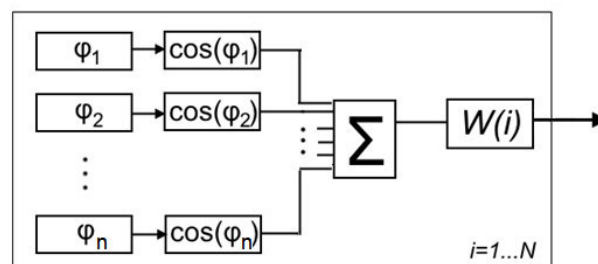 φ1 cos(φ1)
φ2 cos(φ2)
⋮ ⋮ Σ W(i)
φn cos(φn)
i=1...N